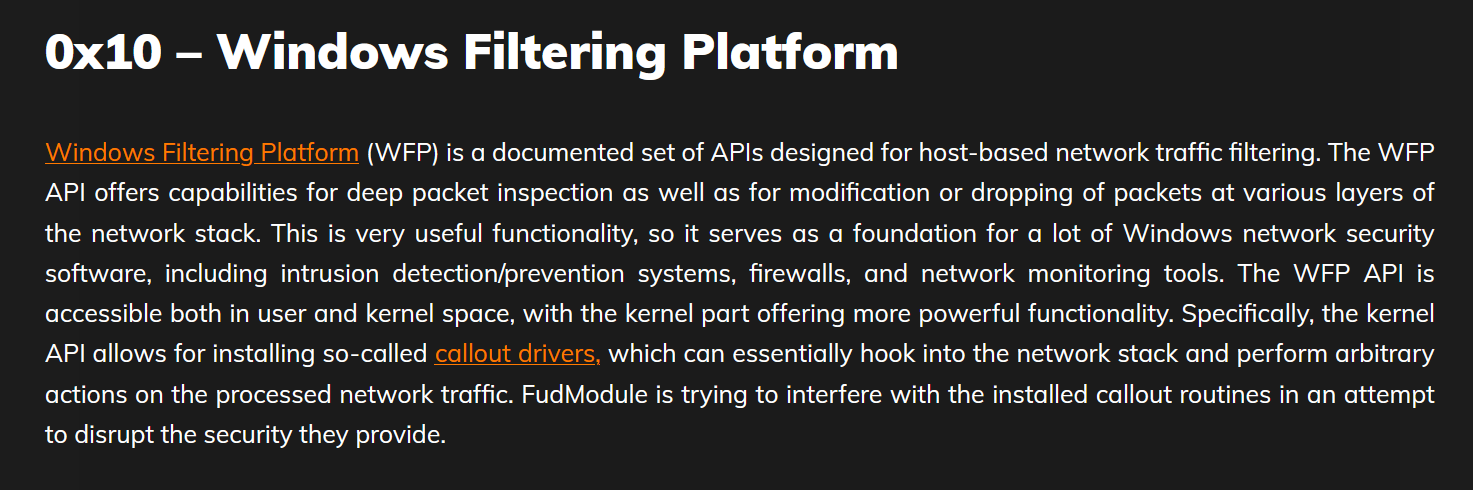 0x10 – Windows Filtering Platform
Windows Filtering Platform (WFP) is a documented set of APIs designed for host-based network traffic filtering. The WFP
API offers capabilities for deep packet inspection as well as for modification or dropping of packets at various layers of
the network stack. This is very useful functionality, so it serves as a foundation for a lot of Windows network security
software, including intrusion detection/prevention systems, firewalls, and network monitoring tools. The WFP API is
accessible both in user and kernel space, with the kernel part offering more powerful functionality. Specifically, the kernel
API allows for installing so-called callout drivers, which can essentially hook into the network stack and perform arbitrary
actions on the processed network traffic. FudModule is trying to interfere with the installed callout routines in an attempt
to disrupt the security they provide.